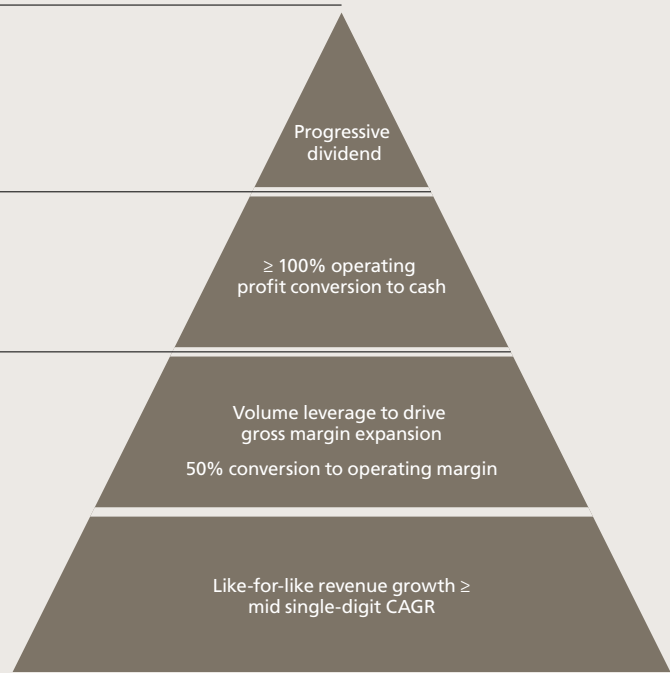 Progressive
dividend
≥ 100% operating
profit conversion to cash
Volume leverage to drive
gross margin expansion
50% conversion to operating margin
Like-for-like revenue growth ≥
mid single-digit CAGR